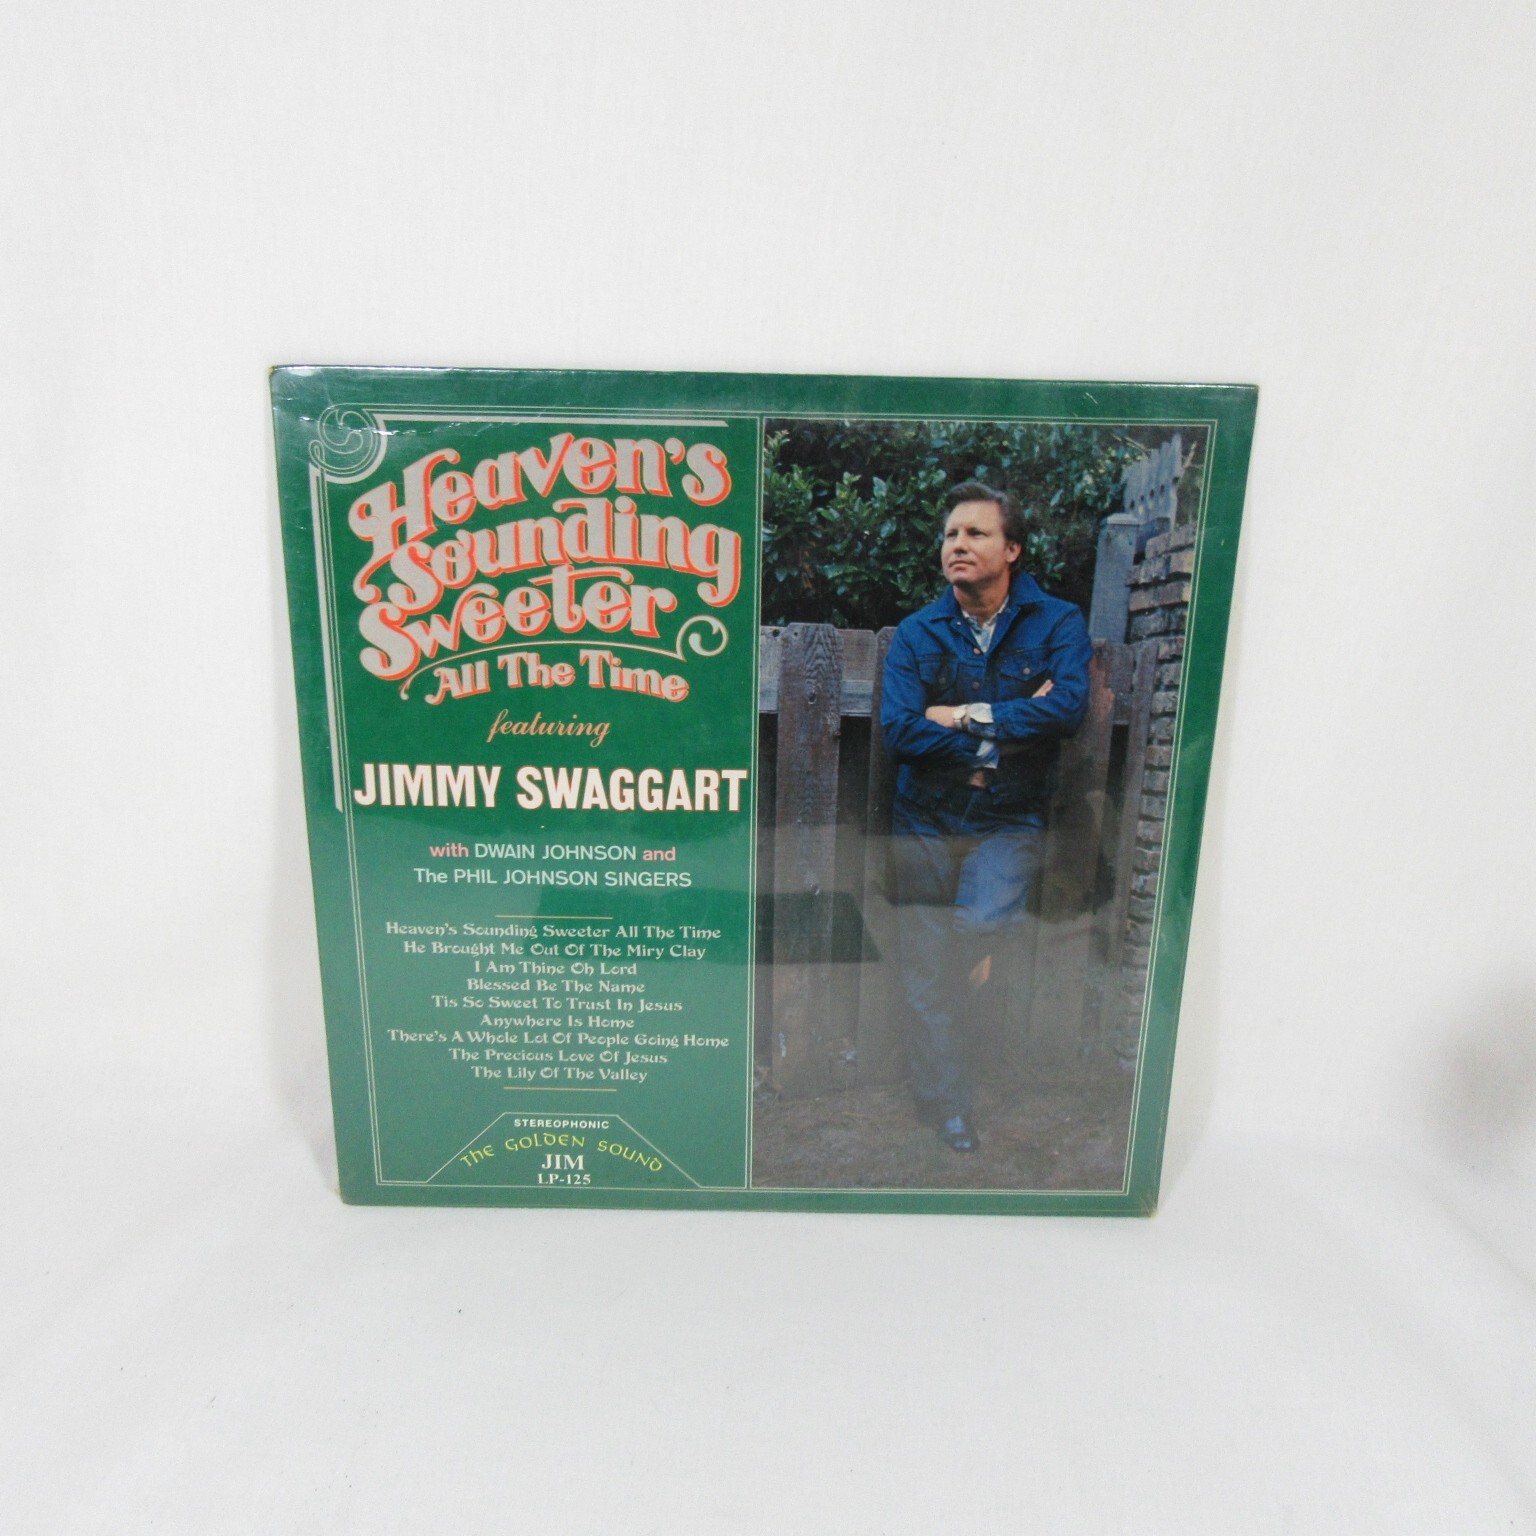 Heaven's
Sounding
Sweeter
All The Time
featuring
JIMMY SWAGGART
with DWAIN JOHNSON and
The PHIL JOHNSON SINGERS
Heaven's Sounding Sweeter All The Time
He Brought Me Out Of The Miry Clay
I Am Thine Oh Lord
Blessed Be The Name
Tis So Sweet To Trust In Jesus
Anywhere Is Home
There's A Whole Lot Of People Going Home
The Precious Love Of Jesus
The Lily Of The Valley
STEREOPHONIC
THE GOLDEN SOUND
JIM
LP-125